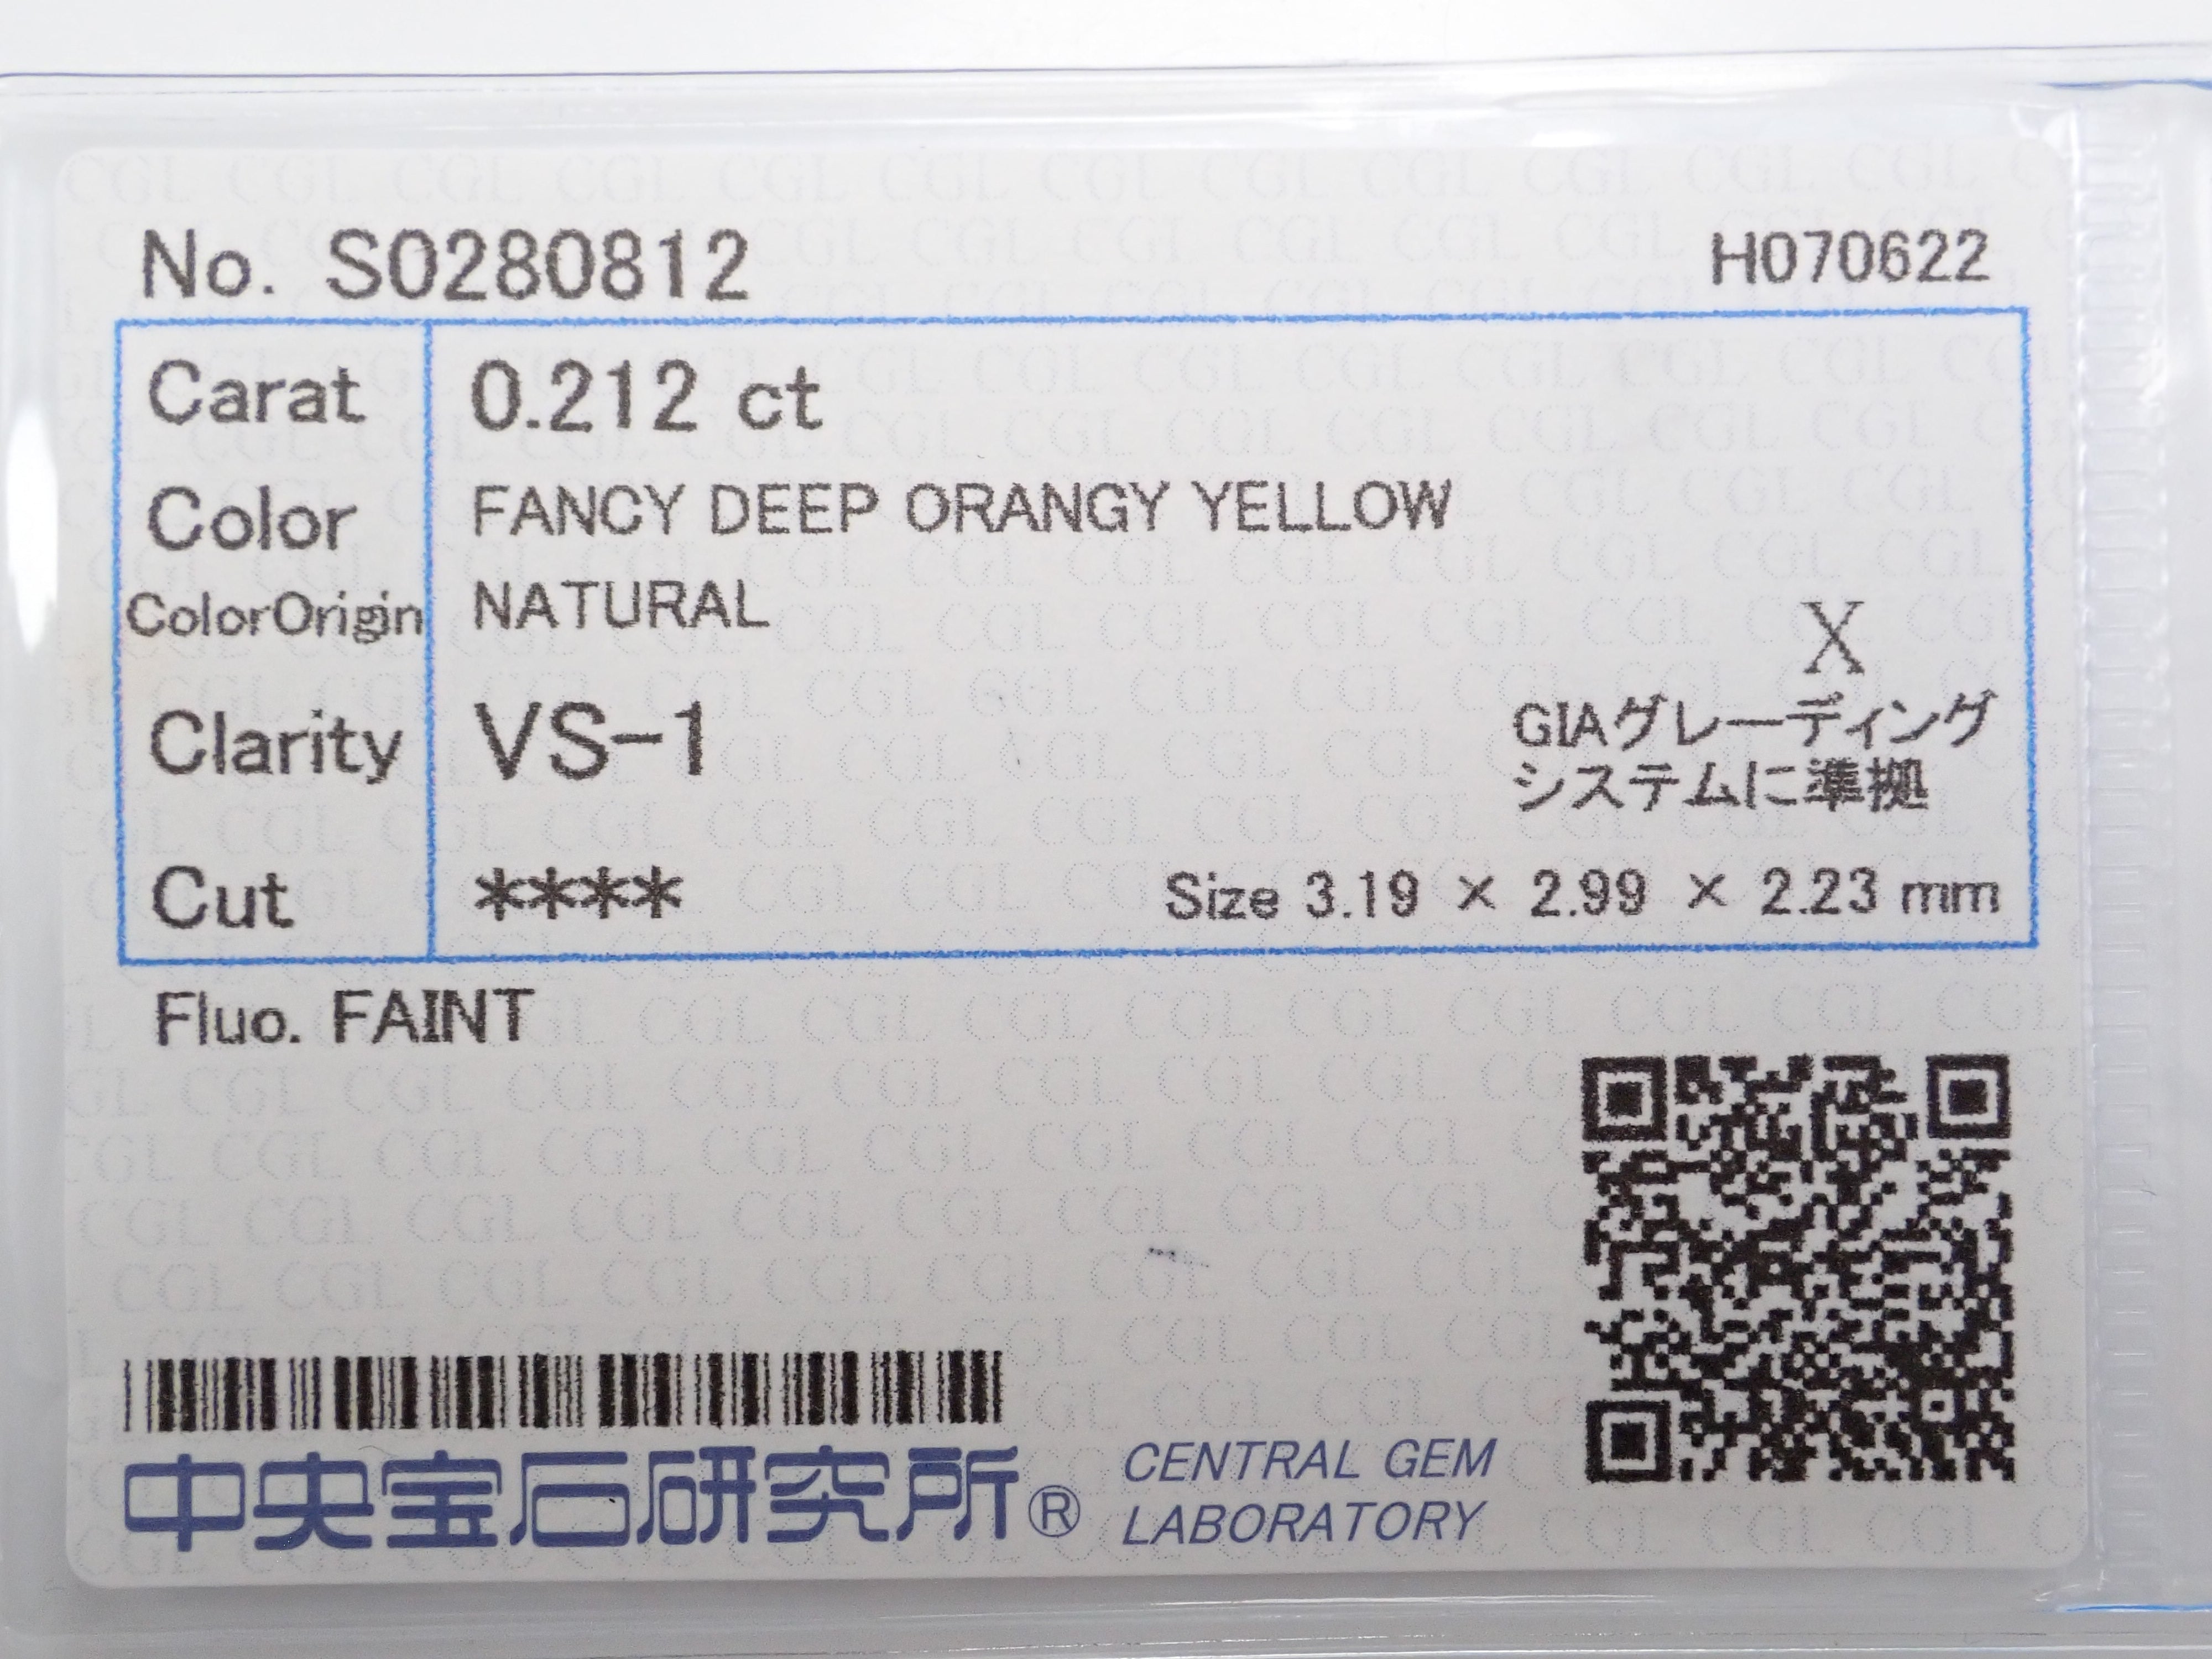 No. S0280812
H070622
Carat 0.212 ct
Color FANCY DEEP ORANGY YELLOW
ColorOrigin NATURAL
X
GIAグレーディング
Clarity VS-1
システムに準拠
Cut **** Size 3.19 × 2.99 × 2.23 mm
Fluo. FAINT
中央宝石研究所® CENTRAL GEM
LABORATORY